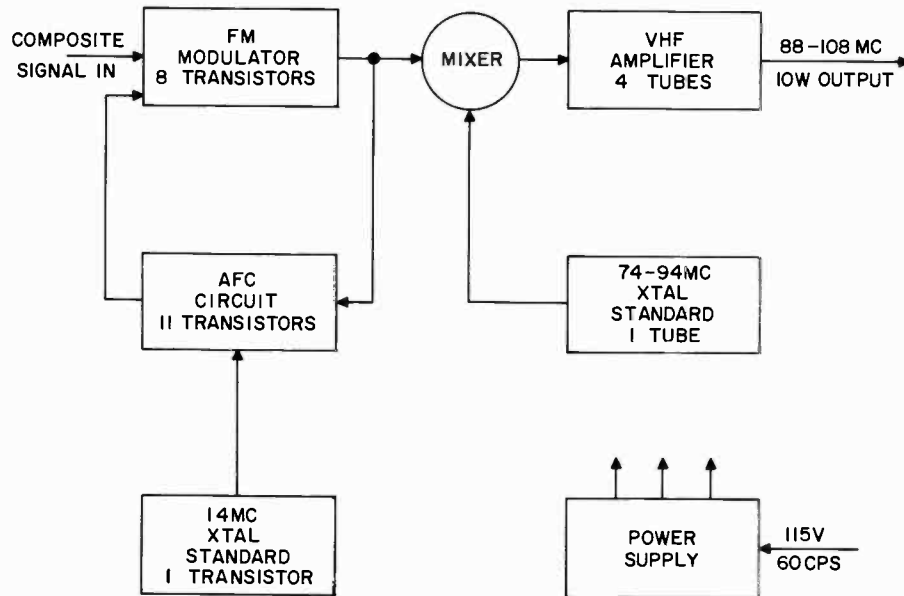 COMPOSITE
SIGNAL IN
FM
MODULATOR
8 TRANSISTORS
MIXER
VHF
AMPLIFIER
4 TUBES
88-108 MC
10W OUTPUT
AFC
CIRCUIT
11 TRANSISTORS
74-94MC
XTAL
STANDARD
1 TUBE
14MC
XTAL
STANDARD
1 TRANSISTOR
POWER
SUPPLY
115V
60CPS